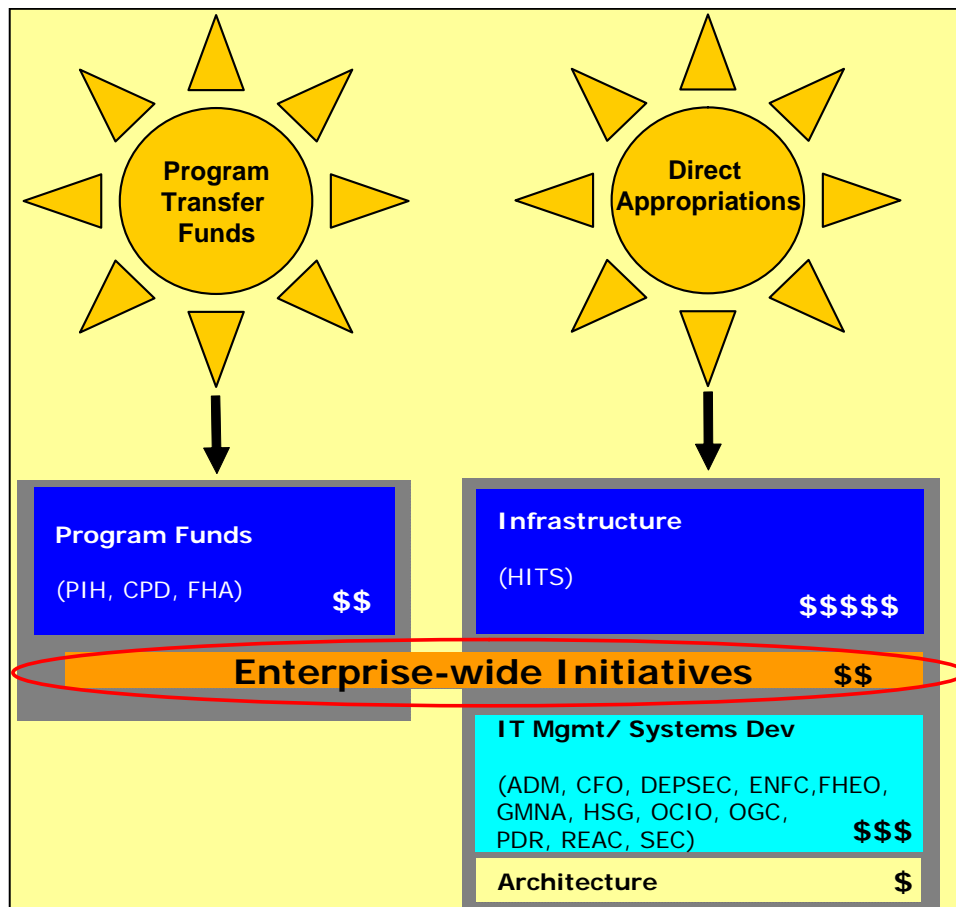 Program
Transfer
Funds
Direct
Appropriations
Program Funds
(PIH, CPD, FHA)
$$
Infrastructure
(HITS)
$$$$$
Enterprise-wide Initiatives $$
IT Mgmt/ Systems Dev
(ADM, CFO, DEPSEC, ENFC,FHEO,
GMNA, HSG, OCIO, OGC,
PDR, REAC, SEC)
$$$
Architecture $